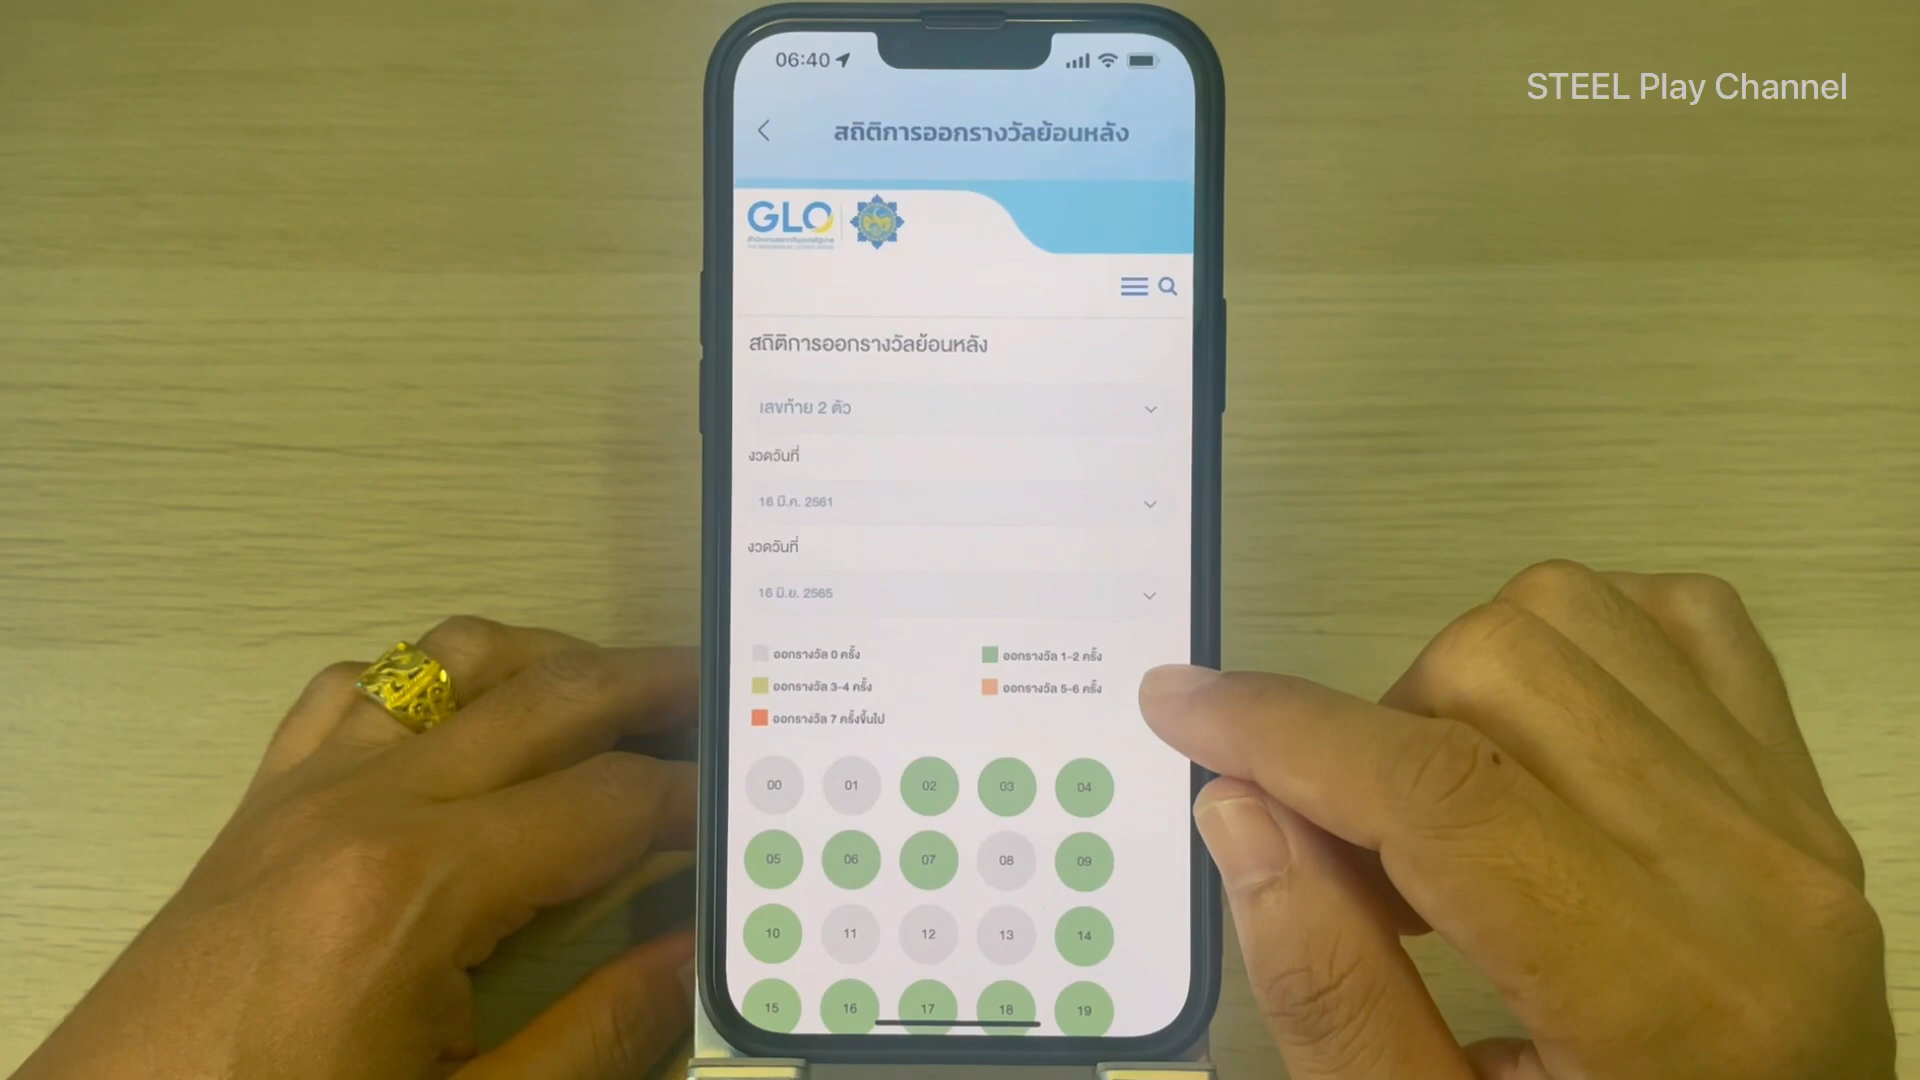 06:40
STEEL Play Channel
สถิติการออกรางวัลย้อนหลัง
GLO
สถิติการออกรางวัลย้อนหลัง
เลขท้าย 2 ตัว
งวดวันที่
16 มี.ค. 2561
งวดวันที่
16 มิ.ย. 2565
ออกรางวัล 0 ครั้ง
ออกรางวัล 1-2 ครั้ง
ออกรางวัล 3-4 ครั้ง
ออกรางวัล 5-6 ครั้ง
ออกรางวัล 7 ครั้งขึ้นไป
00 01 02 03 04
05 06 07 08 09
10 11 12 13 14
15 16 17 18 19